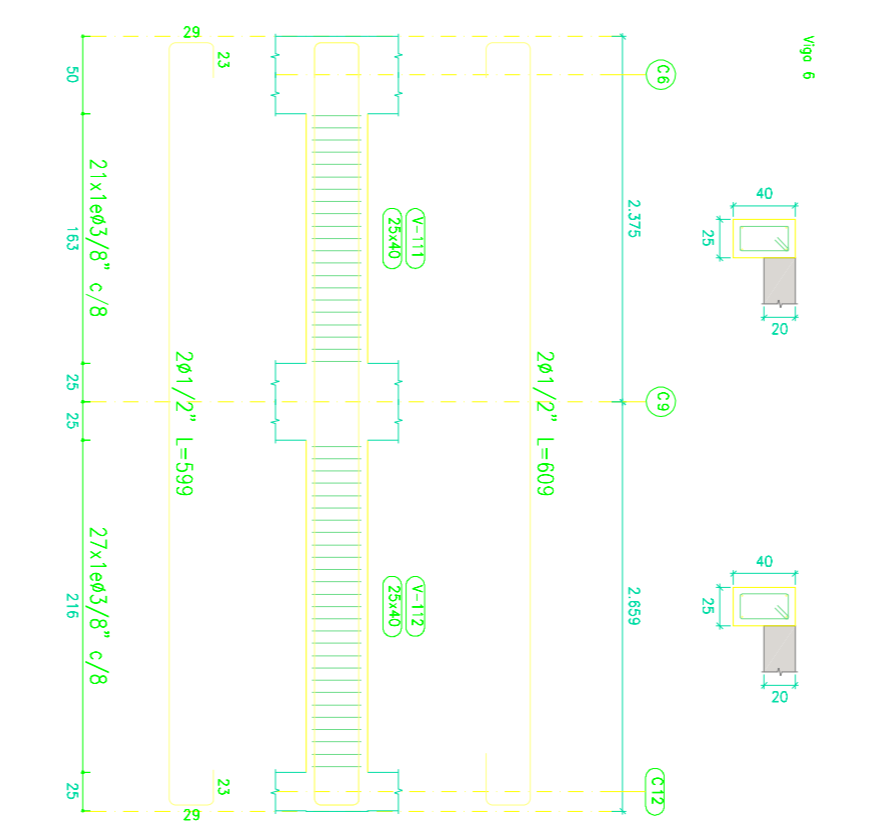 Viga 6
40
25
20
40
25
20
C6
2.375
C9
2.659
C12
2ø1/2" L=609
V-111
25x40
V-112
25x40
29
23
2ø1/2" L=599
23
29
21x1eø3/8" c/8
27x1eø3/8" c/8
50
163
25
25
216
25